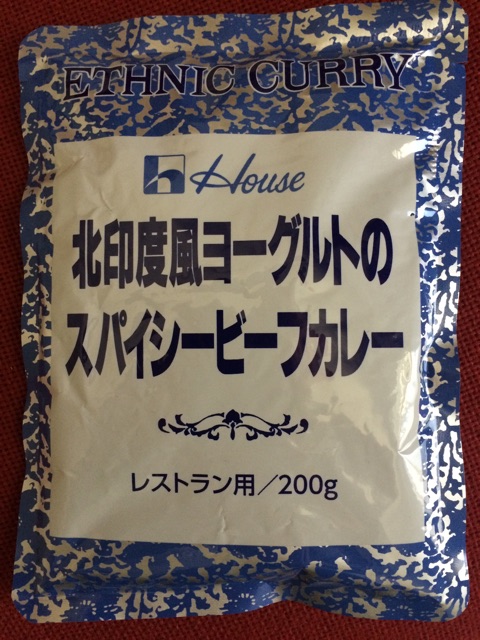 ETHNIC CURRY
House
北印度風ヨーグルトの
スパイシービーフカレー
レストラン用/200g